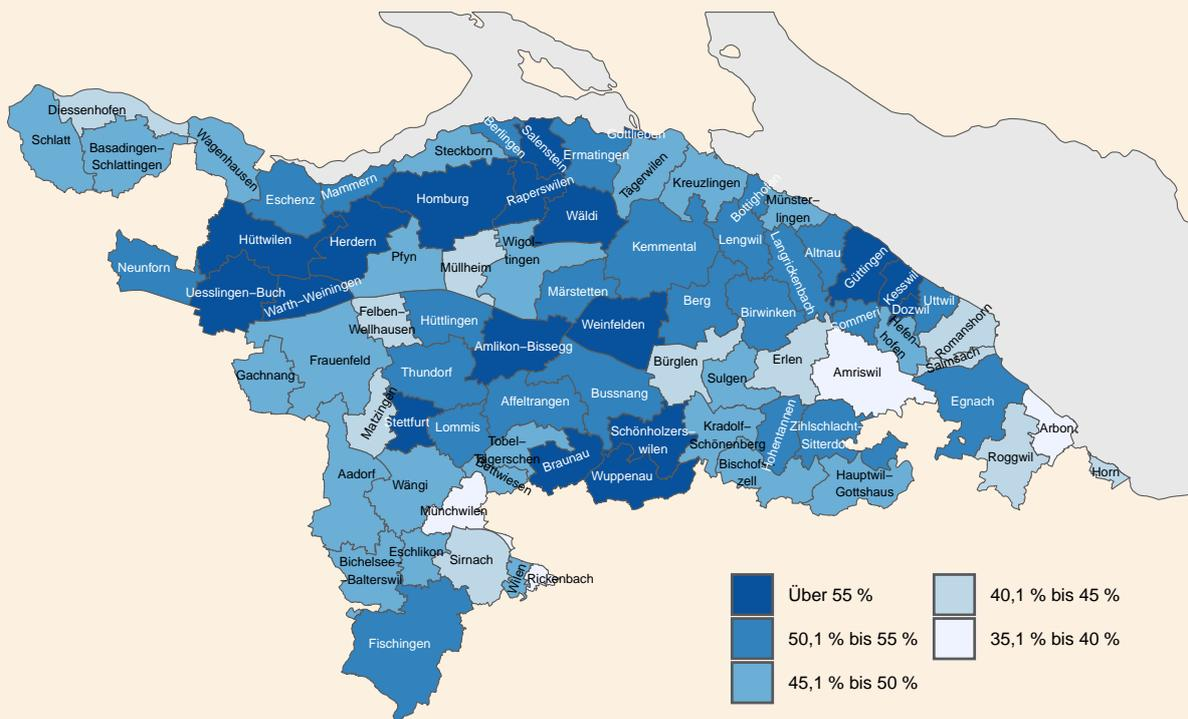 Diessenhofen
Schlatt
Basadingen–
Schlattingen
Wagenhausen
Eschenz
Mammern
Steckborn
Berlingen
Salenstein
Ermatingen
Gottlieben
Tägerwilen
Kreuzlingen
Bottighofen
Münster–
lingen
Homburg
Raperswilen
Wäldi
Hüttwilen
Herdern
Neunforn
Uesslingen–Buch
Warth–Weiningen
Pfyn
Müllheim
Wigol–
tingen
Kemmental
Lengwil
Langrickenbach
Altnau
Güttingen
Kesswil
Dozwil
Uttwil
Sommeri
Hefen–
hofen
Romanshorn
Salmsach
Märstetten
Berg
Birwinken
Felben–
Wellhausen
Hüttlingen
Weinfelden
Amlikon–Bissegg
Frauenfeld
Gachnang
Thundorf
Bürglen
Sulgen
Erlen
Amriswil
Egnach
Matzingen
Stettfurt
Lommis
Affeltrangen
Bussnang
Schönholzers–
wilen
Kradolf–
Schönenberg
Hohentannen
Zihlschlacht–
Sitterdo
Arbon
Roggwil
Horn
Tobel–
Tägerschen
Bettwiesen
Braunau
Wuppenau
Bischofs–
zell
Hauptwil–
Gottshaus
Aadorf
Wängi
Münchwilen
Eschlikon
Sirnach
Bichelsee–
–Balterswil
Wilen
Rickenbach
Fischingen
Über 55 %
50,1 % bis 55 %
45,1 % bis 50 %
40,1 % bis 45 %
35,1 % bis 40 %